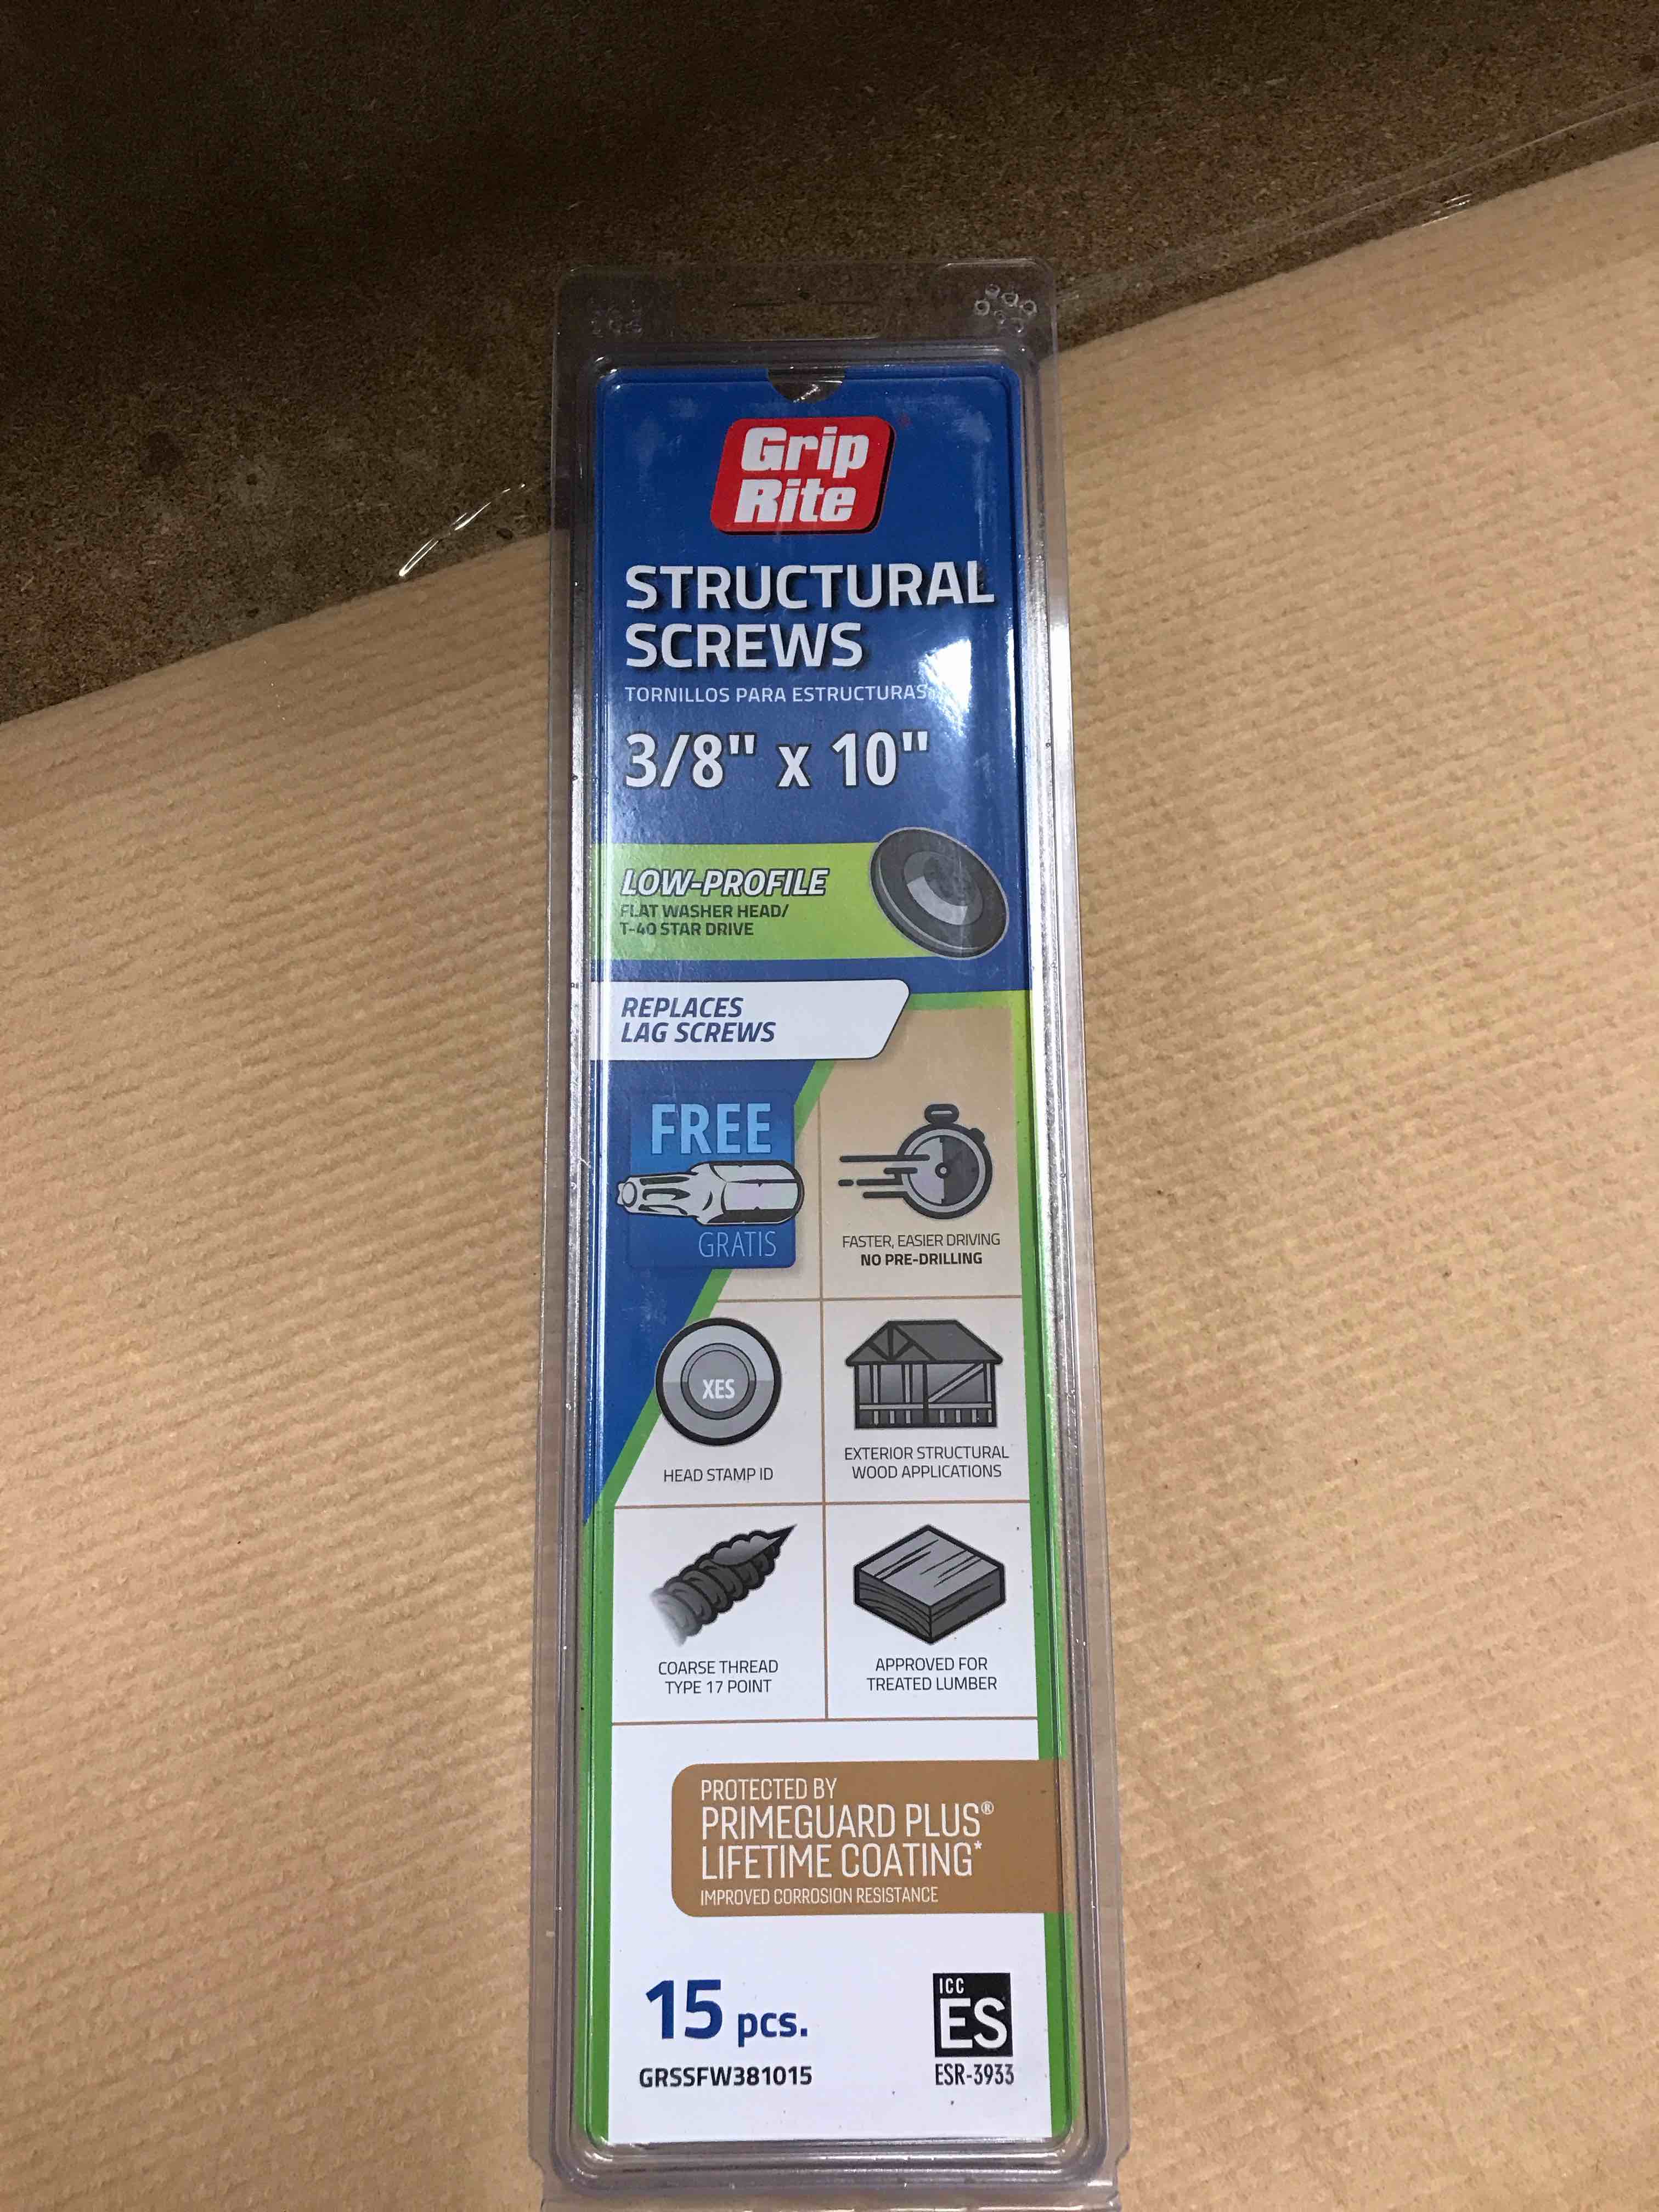 Grip
Rite
STRUCTURAL
SCREWS
TORNILLOS PARA ESTRUCTURAS
3/8" x 10"
LOW-PROFILE
FLAT WASHER HEAD/
T-40 STAR DRIVE
REPLACES
LAG SCREWS
FREE
GRATIS
FASTER, EASIER DRIVING
NO PRE-DRILLING
XES
HEAD STAMP ID
EXTERIOR STRUCTURAL
WOOD APPLICATIONS
COARSE THREAD
TYPE 17 POINT
APPROVED FOR
TREATED LUMBER
PROTECTED BY
PRIMEGUARD PLUS®
LIFETIME COATING*
IMPROVED CORROSION RESISTANCE
15 pcs.
GRSSFW381015
ICC
ES
ESR-3933